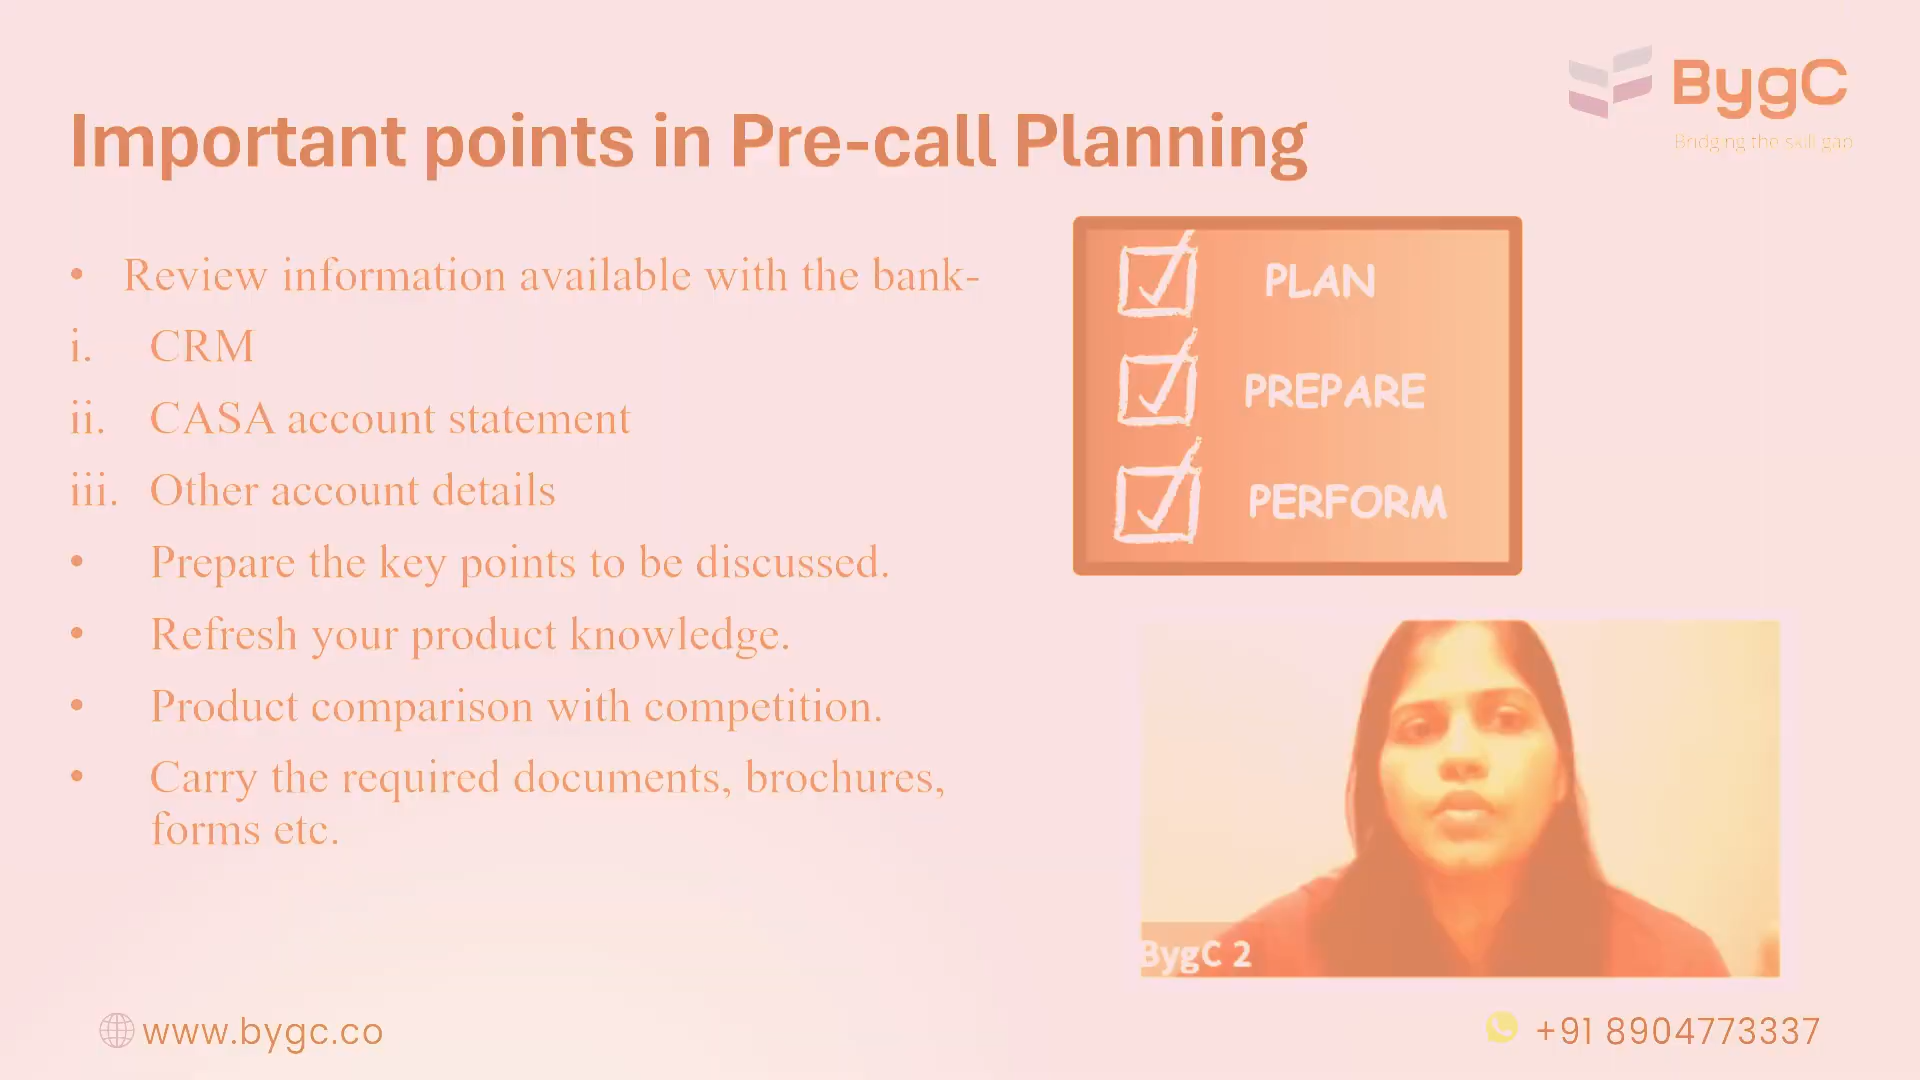 BygC
Bridging the skill gap
Important points in Pre-call Planning
• Review information available with the bank-
i. CRM
ii. CASA account statement
iii. Other account details
• Prepare the key points to be discussed.
• Refresh your product knowledge.
• Product comparison with competition.
• Carry the required documents, brochures,
forms etc.
PLAN
PREPARE
PERFORM
BygC 2
www.bygc.co
+91 8904773337